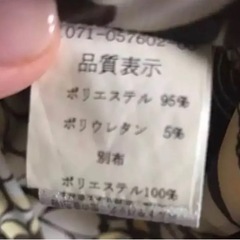 071-057602-
品質表示
ポリエステル 95%
ポリウレタン 5%
別布
ポリエステル100%